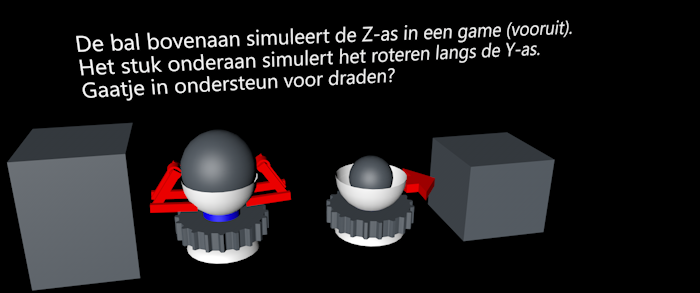 De bal bovenaan simuleert de Z-as in een game (vooruit).
Het stuk onderaan simulert het roteren langs de Y-as.
Gaatje in ondersteun voor draden?